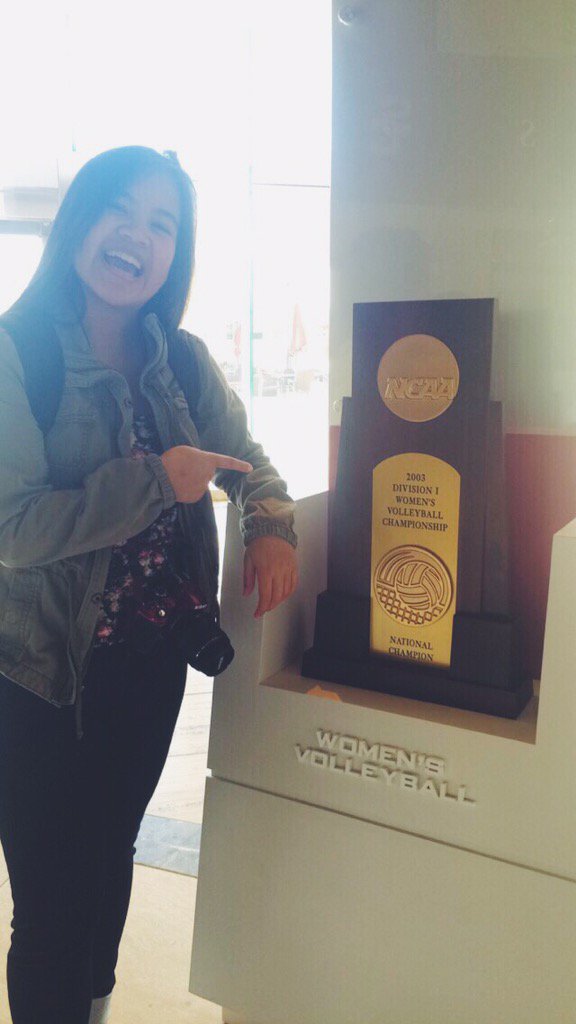 NCAA
2003
DIVISION I
WOMEN'S
VOLLEYBALL
CHAMPIONSHIP
NATIONAL
CHAMPION
WOMEN'S
VOLLEYBALL